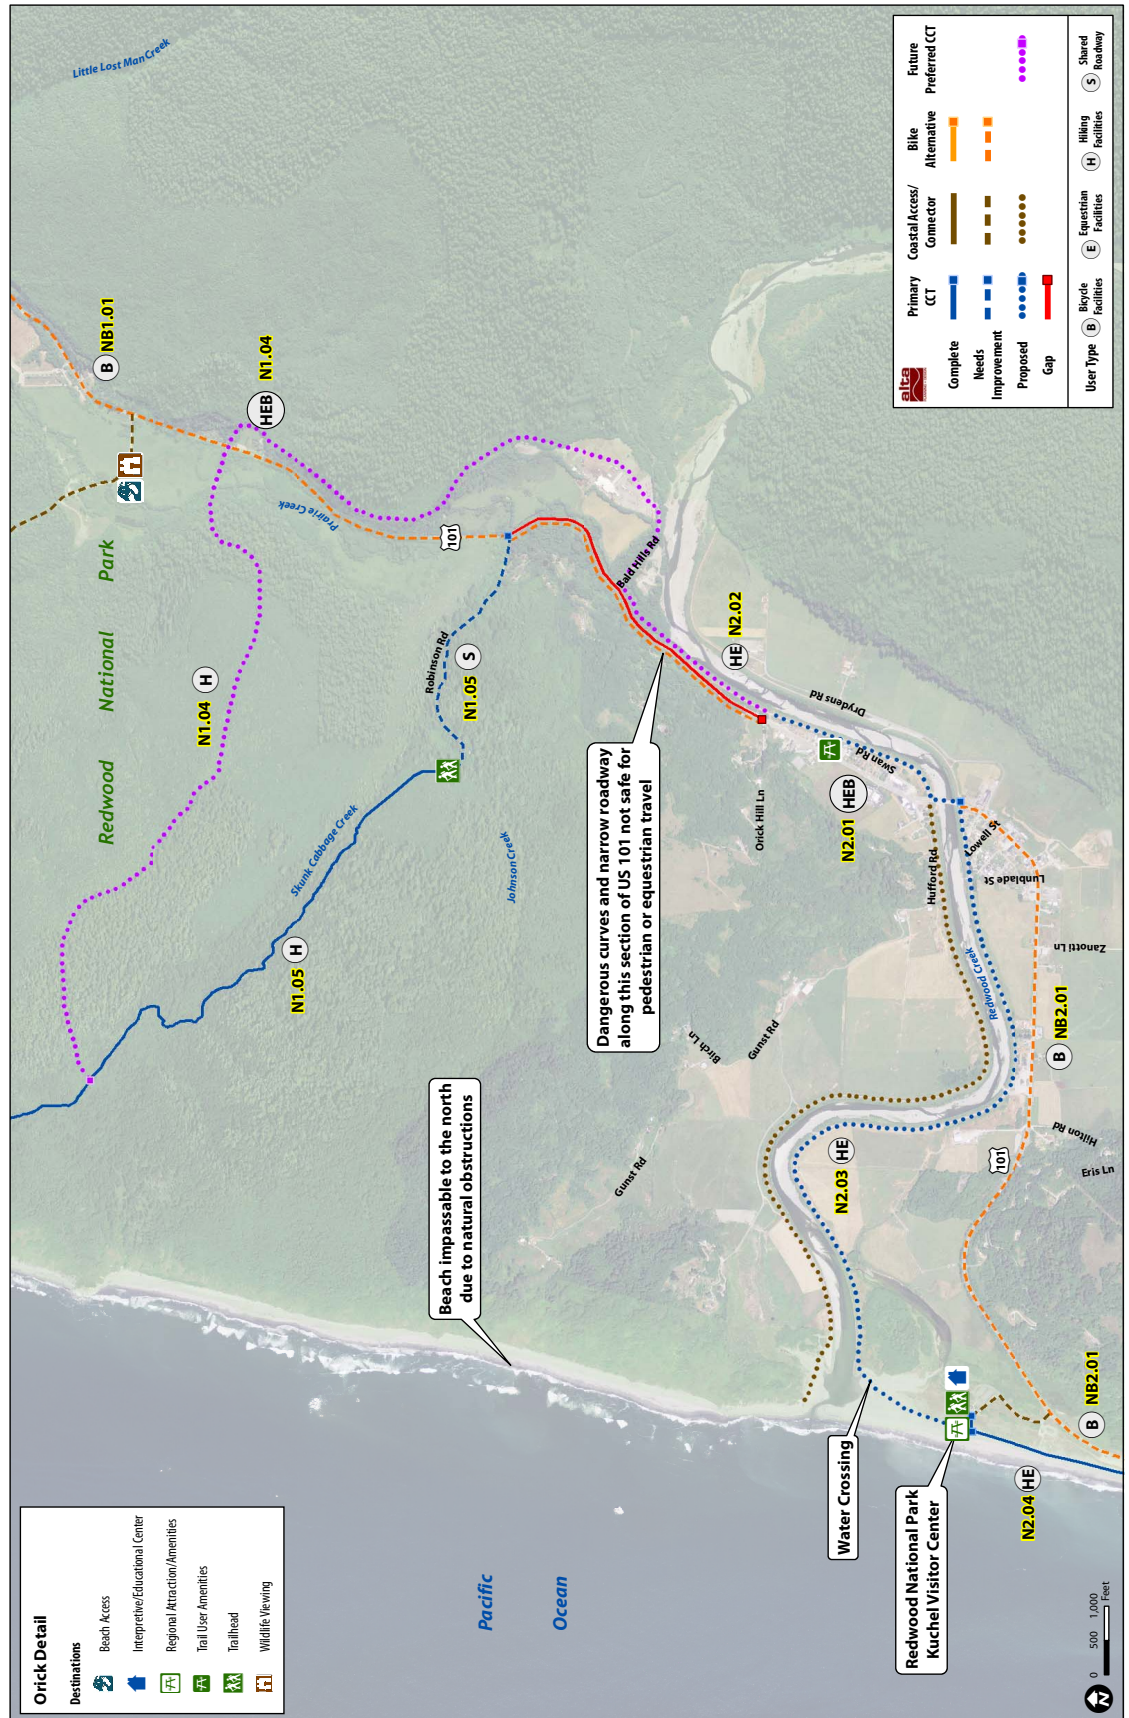 Orick Detail
Destinations
Beach Access
Interpretive/Educational Center
Regional Attraction/Amenities
Trail User Amenities
Trailhead
Wildlife Viewing
Pacific
Ocean
Beach impassable to the north
due to natural obstructions
Water Crossing
Redwood National Park
Kuchel Visitor Center
0 500 1,000
Feet
N
N2.04 HE
B NB2.01
N2.03 HE
Gunst Rd
Birch Ln
Gunst Rd
101
Hilton Rd
Eris Ln
B NB2.01
Zanotti Ln
Lunblade St
Lowell St
Redwood Creek
Hufford Rd
N2.01 HEB
Swan Rd
Drydens Rd
Orick Hill Ln
HE N2.02
Dangerous curves and narrow roadway
along this section of US 101 not safe for
pedestrian or equestrian travel
Bald Hills Rd
Johnson Creek
Skunk Cabbage Creek
N1.05 H
N1.05 S
Robinson Rd
101
Prairie Creek
N1.04 H
Redwood National Park
HEB N1.04
B NB1.01
Little Lost Man Creek
alta
Primary
CCT
Coastal Access/
Connector
Bike
Alternative
Future
Preferred CCT
Complete
Needs
Improvement
Proposed
Gap
User Type
B Bicycle
Facilities
E Equestrian
Facilities
H Hiking
Facilities
S Shared
Roadway